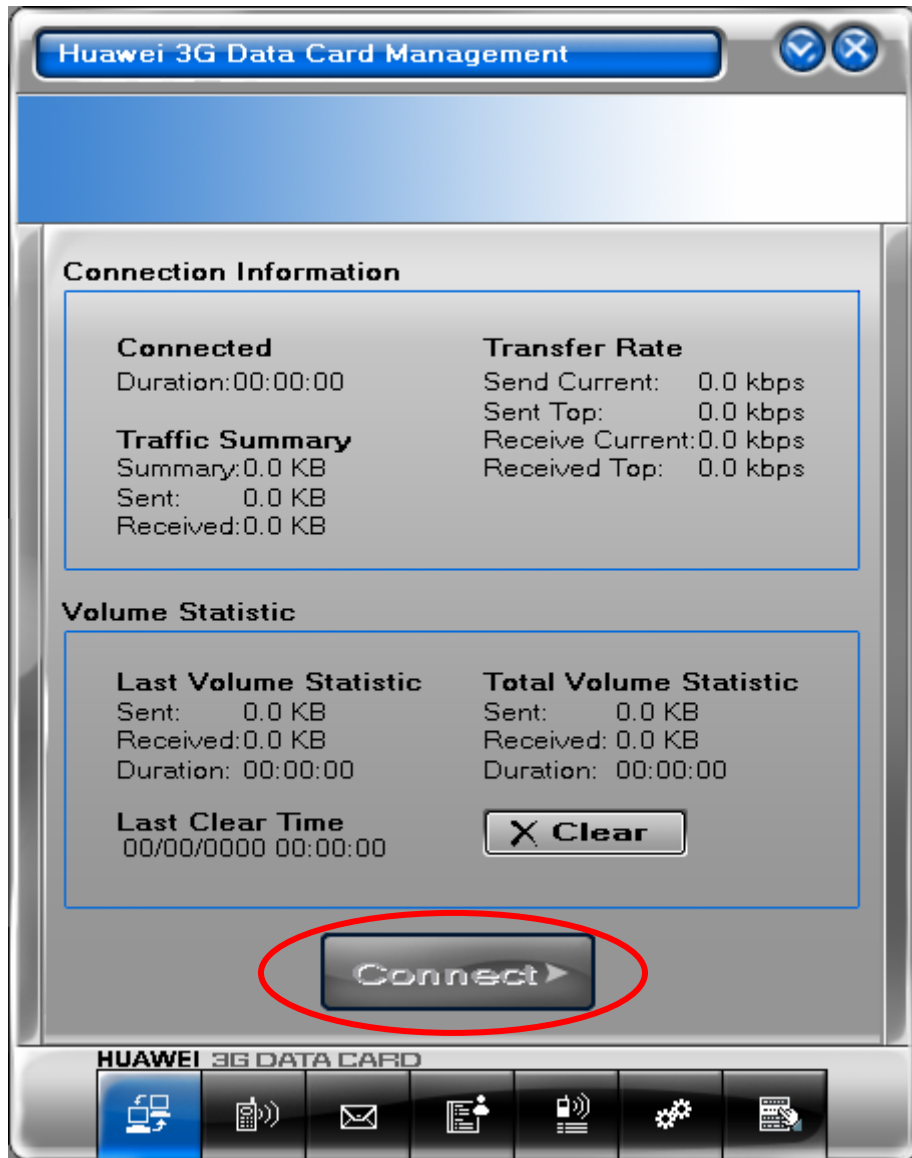 Huawei 3G Data Card Management
Connection Information
Connected
Duration:00:00:00
Traffic Summary
Summary:0.0 KB
Sent: 0.0 KB
Received:0.0 KB
Transfer Rate
Send Current: 0.0 kbps
Sent Top: 0.0 kbps
Receive Current:0.0 kbps
Received Top: 0.0 kbps
Volume Statistic
Last Volume Statistic
Sent: 0.0 KB
Received:0.0 KB
Duration: 00:00:00
Last Clear Time
00/00/0000 00:00:00
Total Volume Statistic
Sent: 0.0 KB
Received: 0.0 KB
Duration: 00:00:00
Clear
Connect
HUAWEI 3G DATA CARD